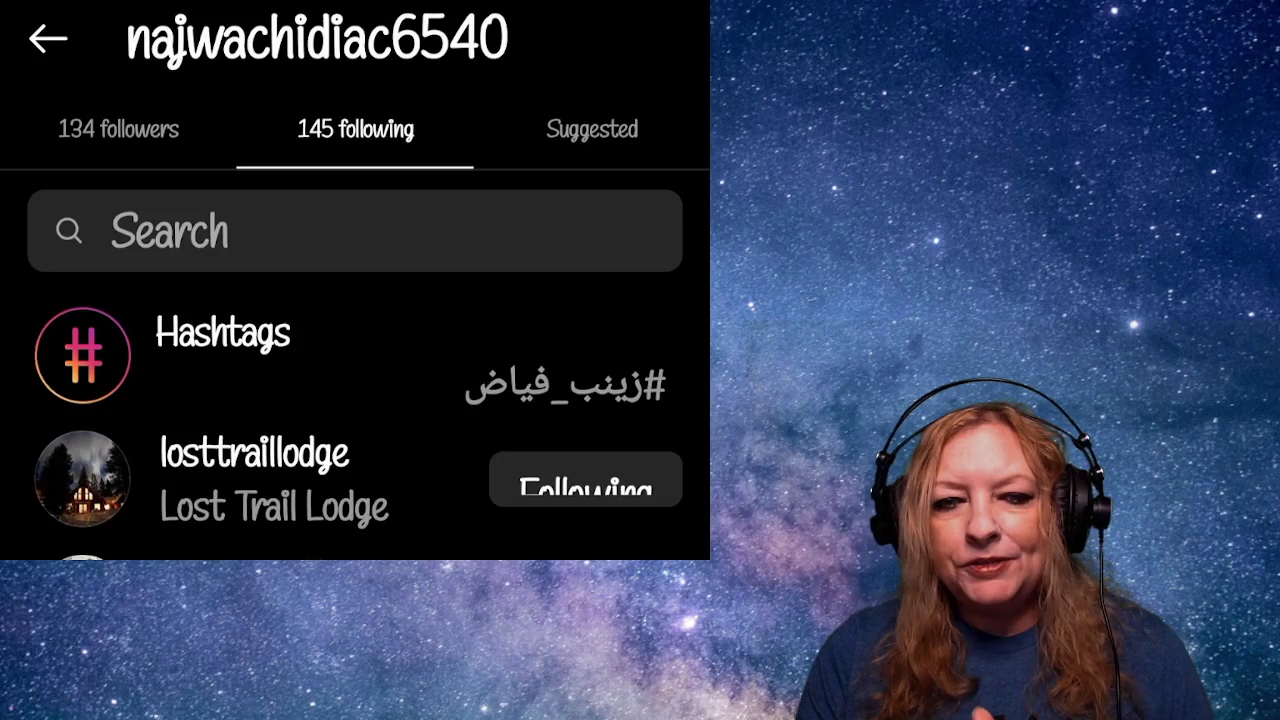 najwachidiac6540
134 followers
145 following
Suggested
Search
Hashtags
#زينب_فياض
losttraillodge
Following
Lost Trail Lodge